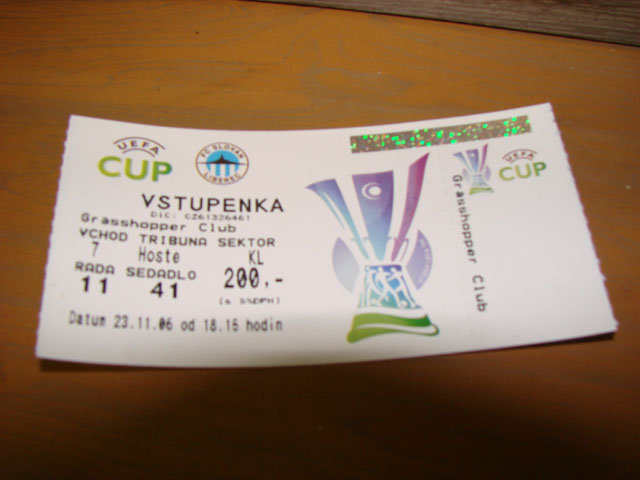 UEFA
CUP
FC SLOVAN
LIBEREC
VSTUPENKA
DIC: CZ61326461
Grasshopper Club
VCHOD TRIBUNA SEKTOR
7 Hoste KL
RADA SEDADLO
11 41
200,-
(s 5%DPH)
Datum 23.11.06 od 18.15 hodin
UEFA
CUP
Grasshopper Club